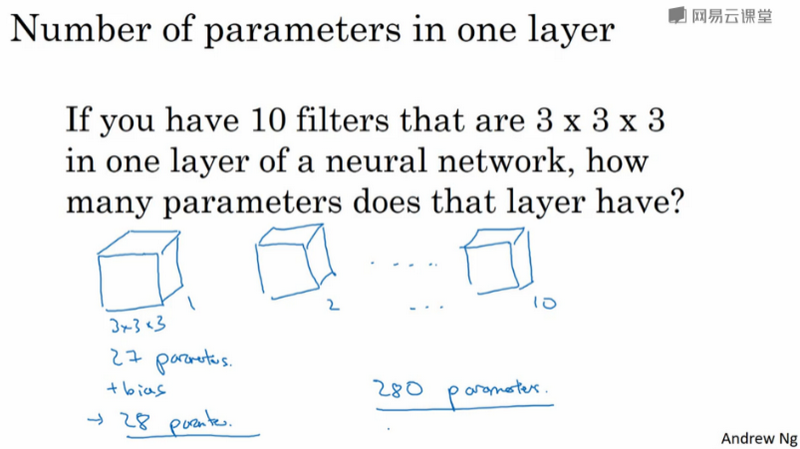 Number of parameters in one layer
网易云课堂
If you have 10 filters that are 3 x 3 x 3
in one layer of a neural network, how
many parameters does that layer have?
1
2
10
3x3x3
27 parameters.
+bias
280 parameters.
→ 28 paramters.
Andrew Ng